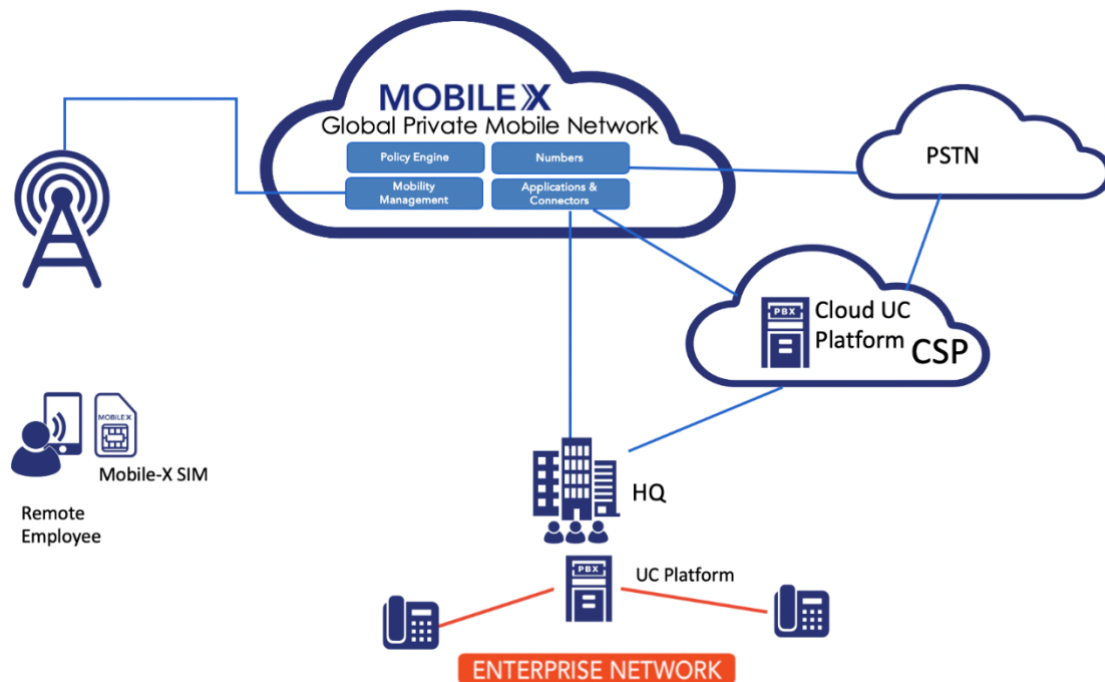 MOBILE X
Global Private Mobile Network
Policy Engine
Numbers
Mobility
Management
Applications &
Connectors
PSTN
PBX
Cloud UC
Platform
CSP
MOBILE X
Mobile-X SIM
Remote
Employee
HQ
PBX
UC Platform
ENTERPRISE NETWORK